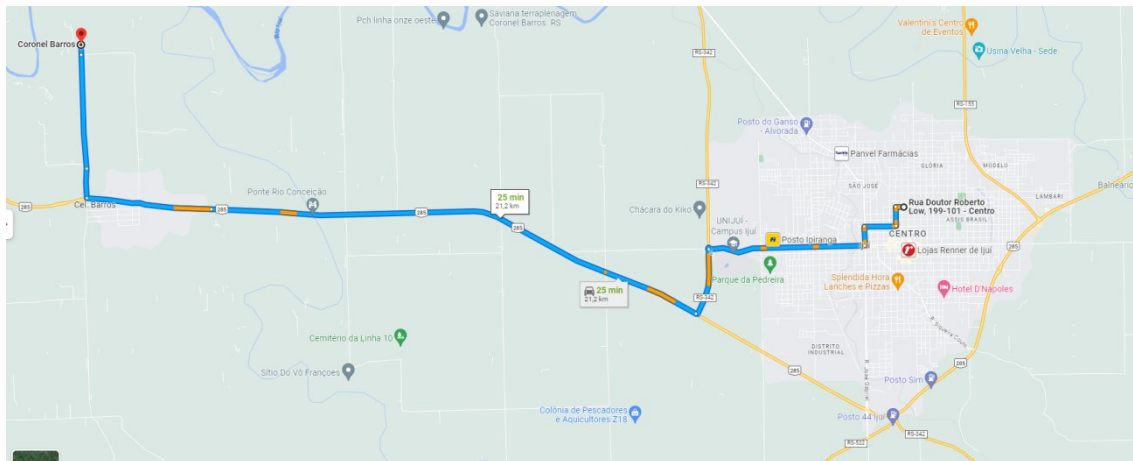 Pch linha onze oeste
Saviana terraplenagem
Coronel Barros. RS
Valentini's Centro
de Eventos
Coronel Barros
RS-342
Usina Velha - Sede
RS-155
Posto do Ganso -
Alvorada
Panvel Farmácias
GLÓRIA
MODELO
SÃO JOSÉ
RS-342
Balneário
LAMBARI
Ponte Rio Conceição
25 min
21,2 km
Chácara do Kiko
Rua Doutor Roberto
Low, 199-101 - Centro
ASSIS BRASIL
285
Cel. Barros
285
285
285
UNIJUÍ -
Campus Ijuí
Posto Ipiranga
CENTRO
Lojas Renner de Ijuí
25 min
21,2 km
Parque da Pedreira
Splendida Hora
Lanches e Pizzas
Hotel D'Napoles
RS-342
R. Siqueira Couto
Cemitério da Linha 10
DISTRITO
INDUSTRIAL
285
285
Sítio Do Vô Françoes
Posto Sim
Colônia de Pescadores
e Aquicultores Z18
Posto 44 Ijuí
RS-342
RS-522